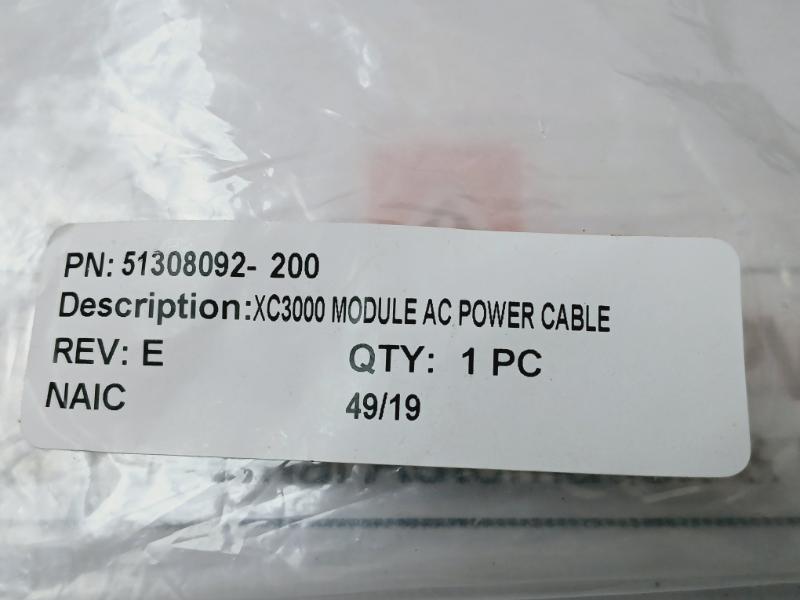 PN: 51308092- 200
Description:XC3000 MODULE AC POWER CABLE
REV: E QTY: 1 PC
NAIC 49/19